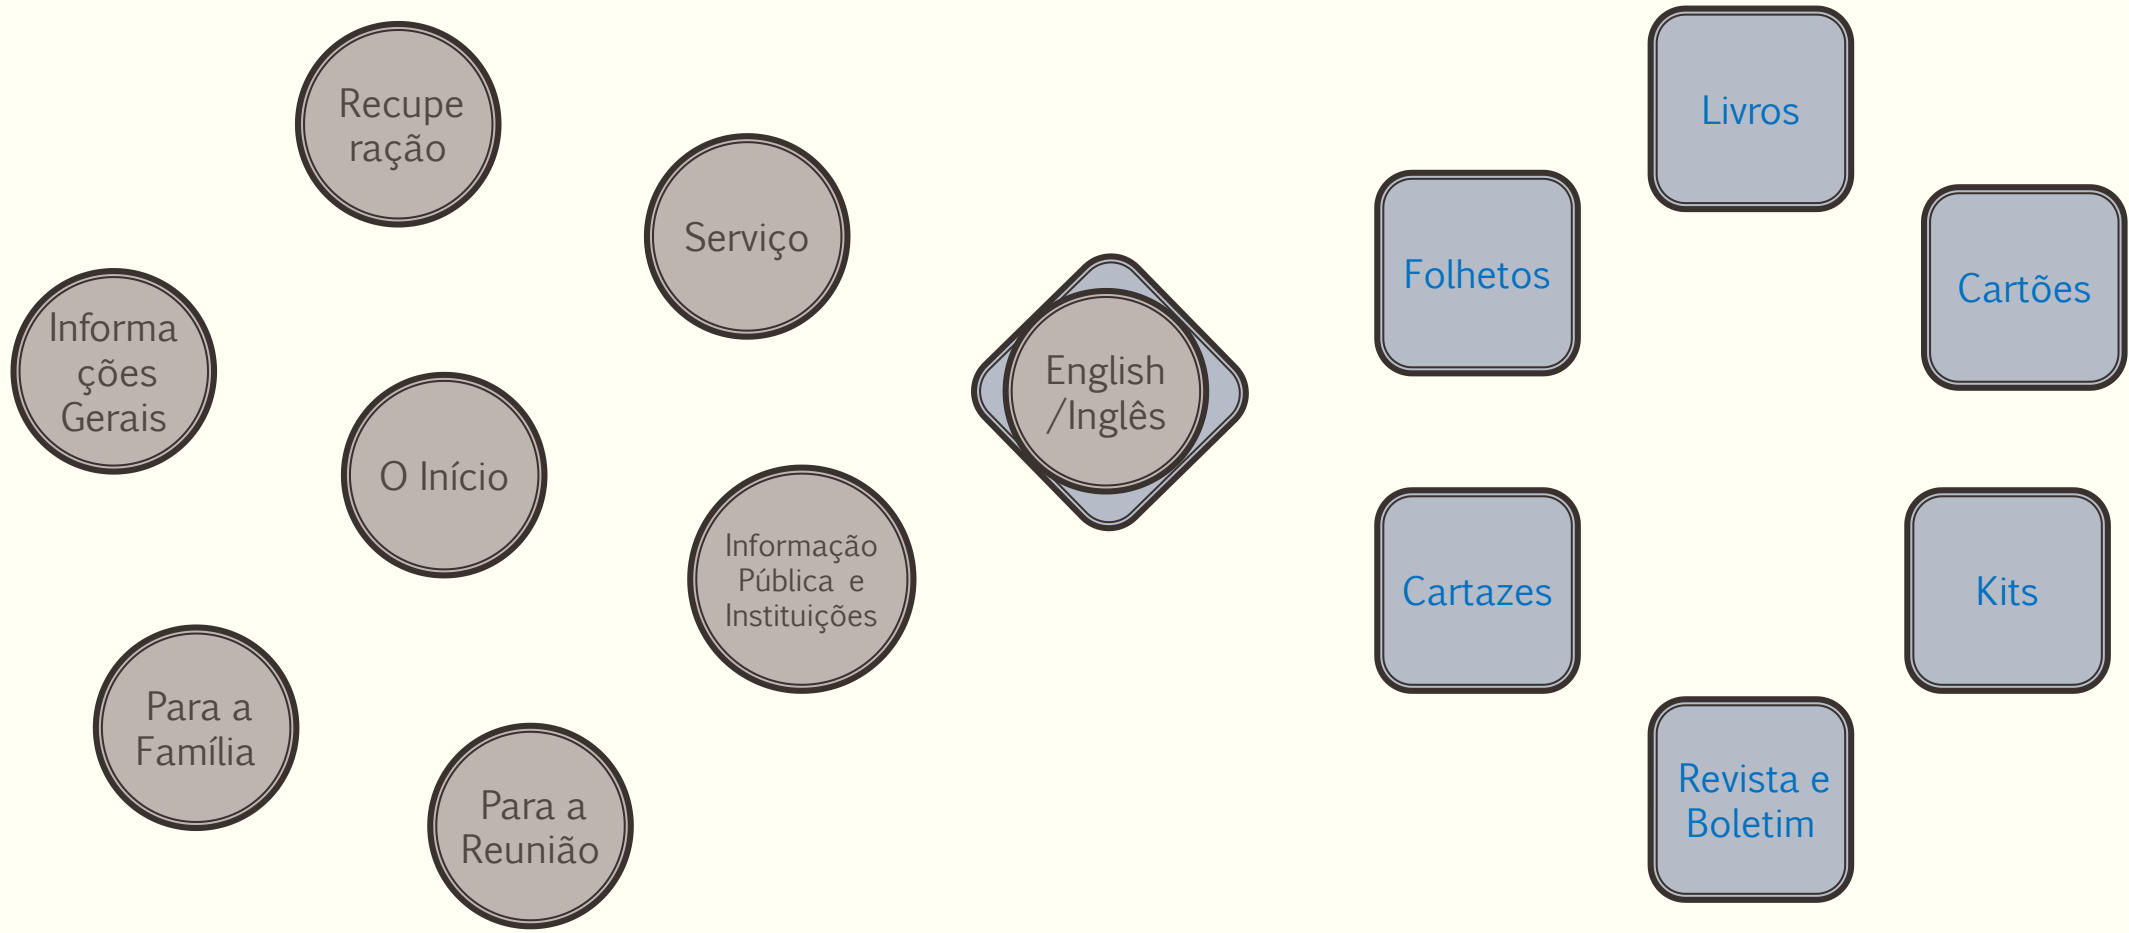 Recupe
ração
Serviço
Informa
ções
Gerais
O Início
Informação
Pública e
Instituições
Para a
Família
Para a
Reunião
English
/Inglês
Livros
Folhetos
Cartões
Cartazes
Kits
Revista e
Boletim